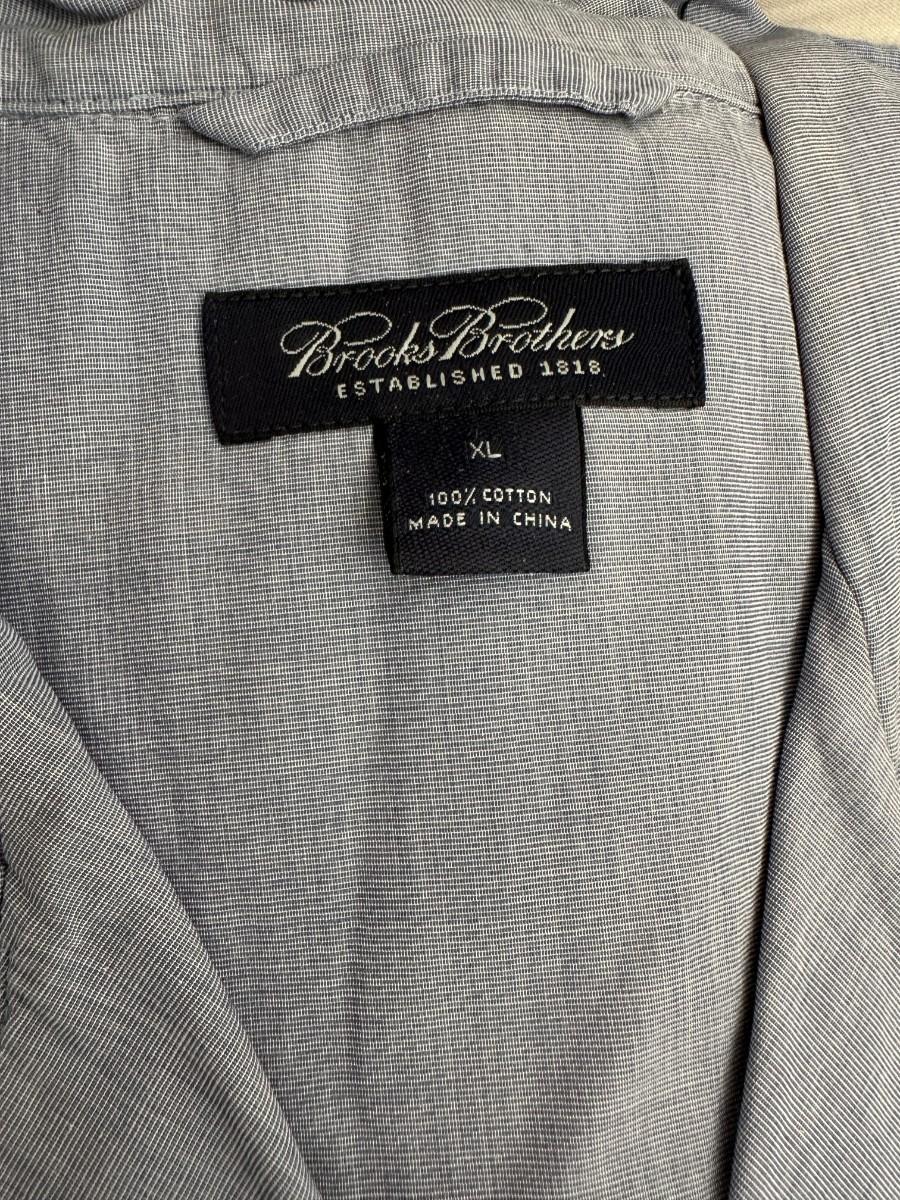 Brooks Brothers
ESTABLISHED 1818
XL
100% COTTON
MADE IN CHINA